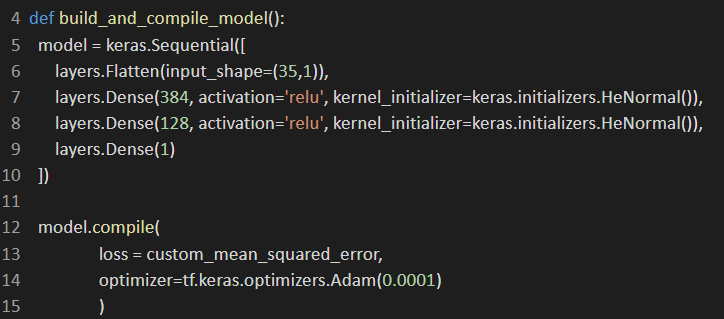 4 def build_and_compile_model():
5 model = keras.Sequential([
6 layers.Flatten(input_shape=(35,1)),
7 layers.Dense(384, activation='relu', kernel_initializer=keras.initializers.HeNormal()),
8 layers.Dense(128, activation='relu', kernel_initializer=keras.initializers.HeNormal()),
9 layers.Dense(1)
10 ])
11
12 model.compile(
13 loss = custom_mean_squared_error,
14 optimizer=tf.keras.optimizers.Adam(0.0001)
15 )